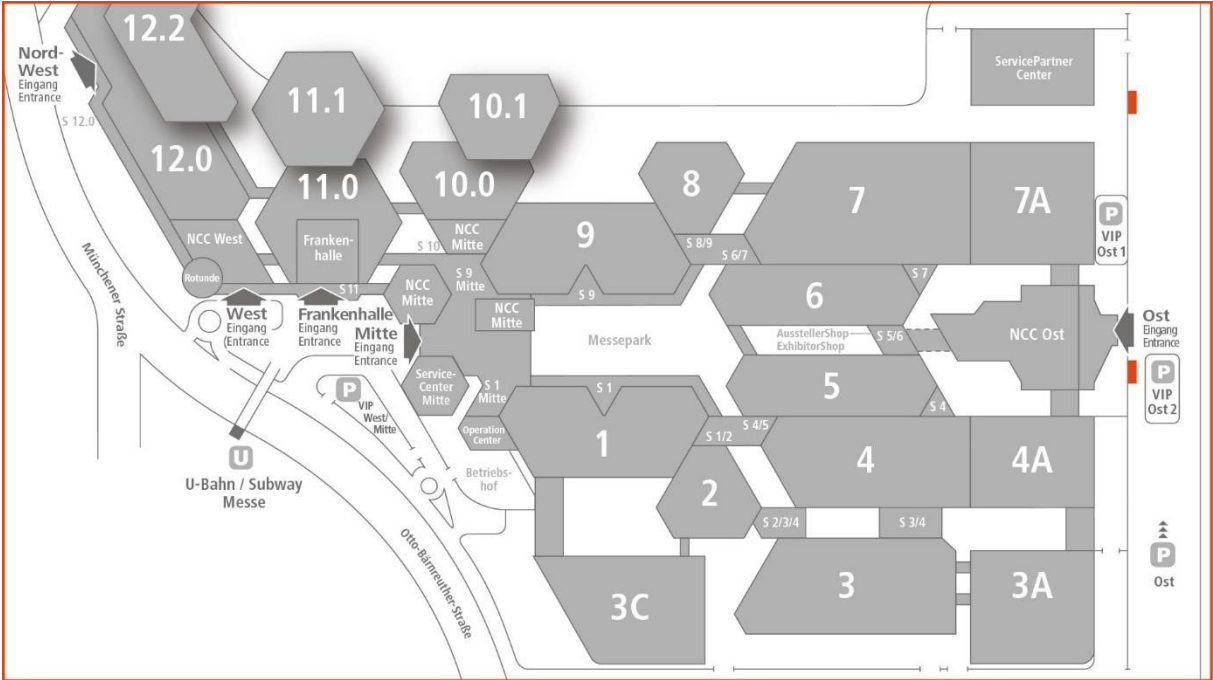 12.2
Nord-
West
Eingang
Entrance
S 12.0
12.0
11.1
10.1
11.0
10.0
NCC West
Franken-
halle
NCC
Mitte
S 10
Rotunde
S 11
NCC
Mitte
S 9
Mitte
NCC
Mitte
9
S 9
8
S 8/9
S 6/7
7
7A
ServicePartner
Center
P
VIP
Ost 1
6
S 7
AusstellerShop
ExhibitorShop
S 5/6
NCC Ost
Ost
Eingang
Entrance
P
VIP
Ost 2
Münchener Straße
West
Eingang
(Entrance
Frankenhalle
Eingang
Entrance
Mitte
Eingang
Entrance
Messepark
5
S 4
Service-
Center
Mitte
S 1
Mitte
S 1
P
VIP
West/
Mitte
Operation
Center
1
S 1/2
S 4/5
4
4A
U
U-Bahn / Subway
Messe
Betriebs-
hof
2
S 2/3/4
S 3/4
Otto-Bärnreuther-Straße
3C
3
3A
P
Ost